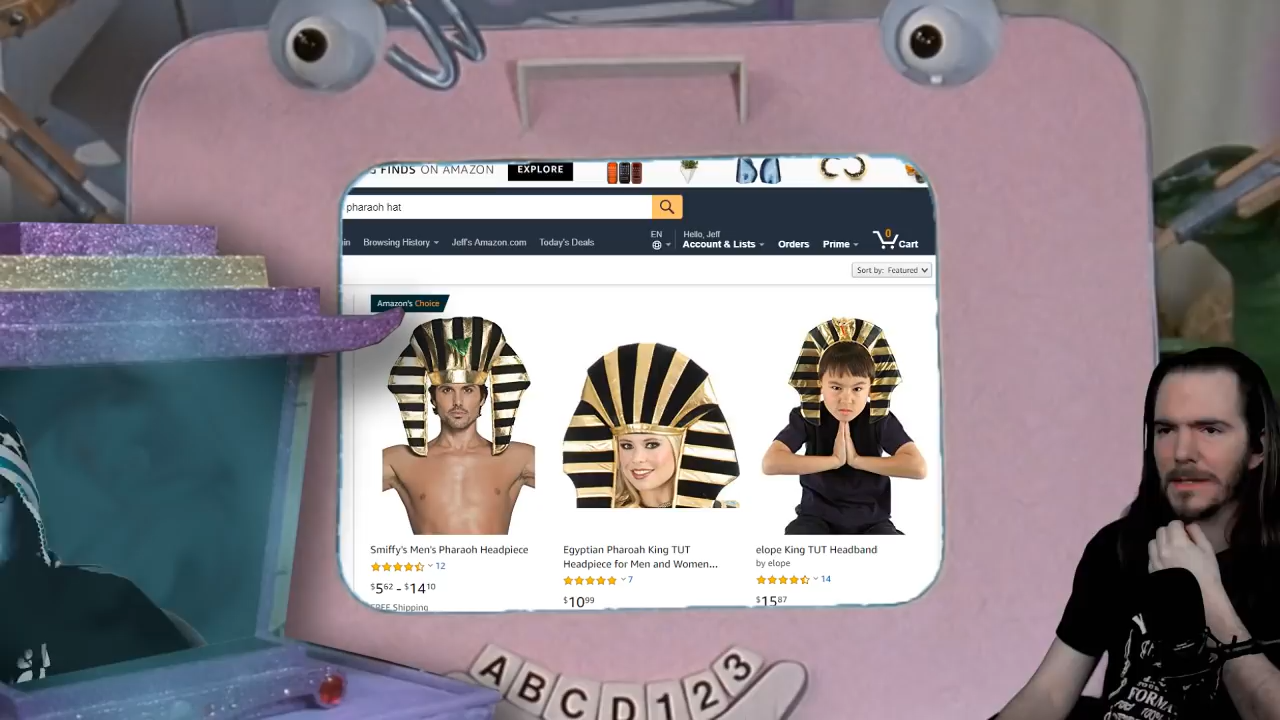 FINDS ON AMAZON EXPLORE
pharaoh hat
EN Hello, Jeff
Browsing History Jeff's Amazon.com Today's Deals Account & Lists Orders Prime 0 Cart
Sort by: Featured
Amazon's Choice
Smiffy's Men's Pharaoh Headpiece
12
$5.62 - $14.10
FREE Shipping
Egyptian Pharoah King TUT
Headpiece for Men and Women...
7
$10.99
elope King TUT Headband
by elope
14
$15.87
ABCD123
FORMA